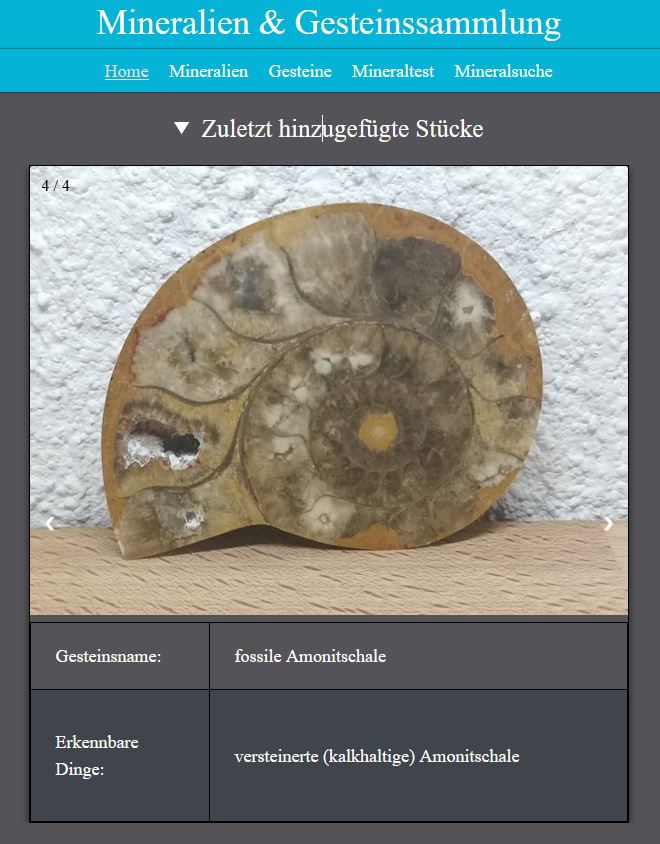 Mineralien & Gesteinssammlung
Home Mineralien Gesteine Mineraltest Mineralsuche
▼ Zuletzt hinzugefügte Stücke
4 / 4
❮ ❯
Gesteinsname: fossile Amonitschale
Erkennbare
Dinge:
versteinerte (kalkhaltige) Amonitschale